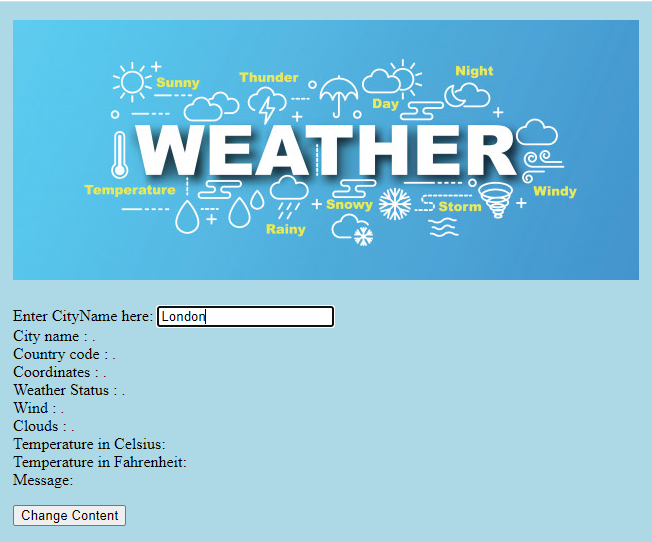 Sunny
Thunder
Night
Day
WEATHER
Temperature
Snowy
Storm
Windy
Rainy
Enter CityName here: London
City name : .
Country code : .
Coordinates : .
Weather Status : .
Wind : .
Clouds : .
Temperature in Celsius:
Temperature in Fahrenheit:
Message:
Change Content